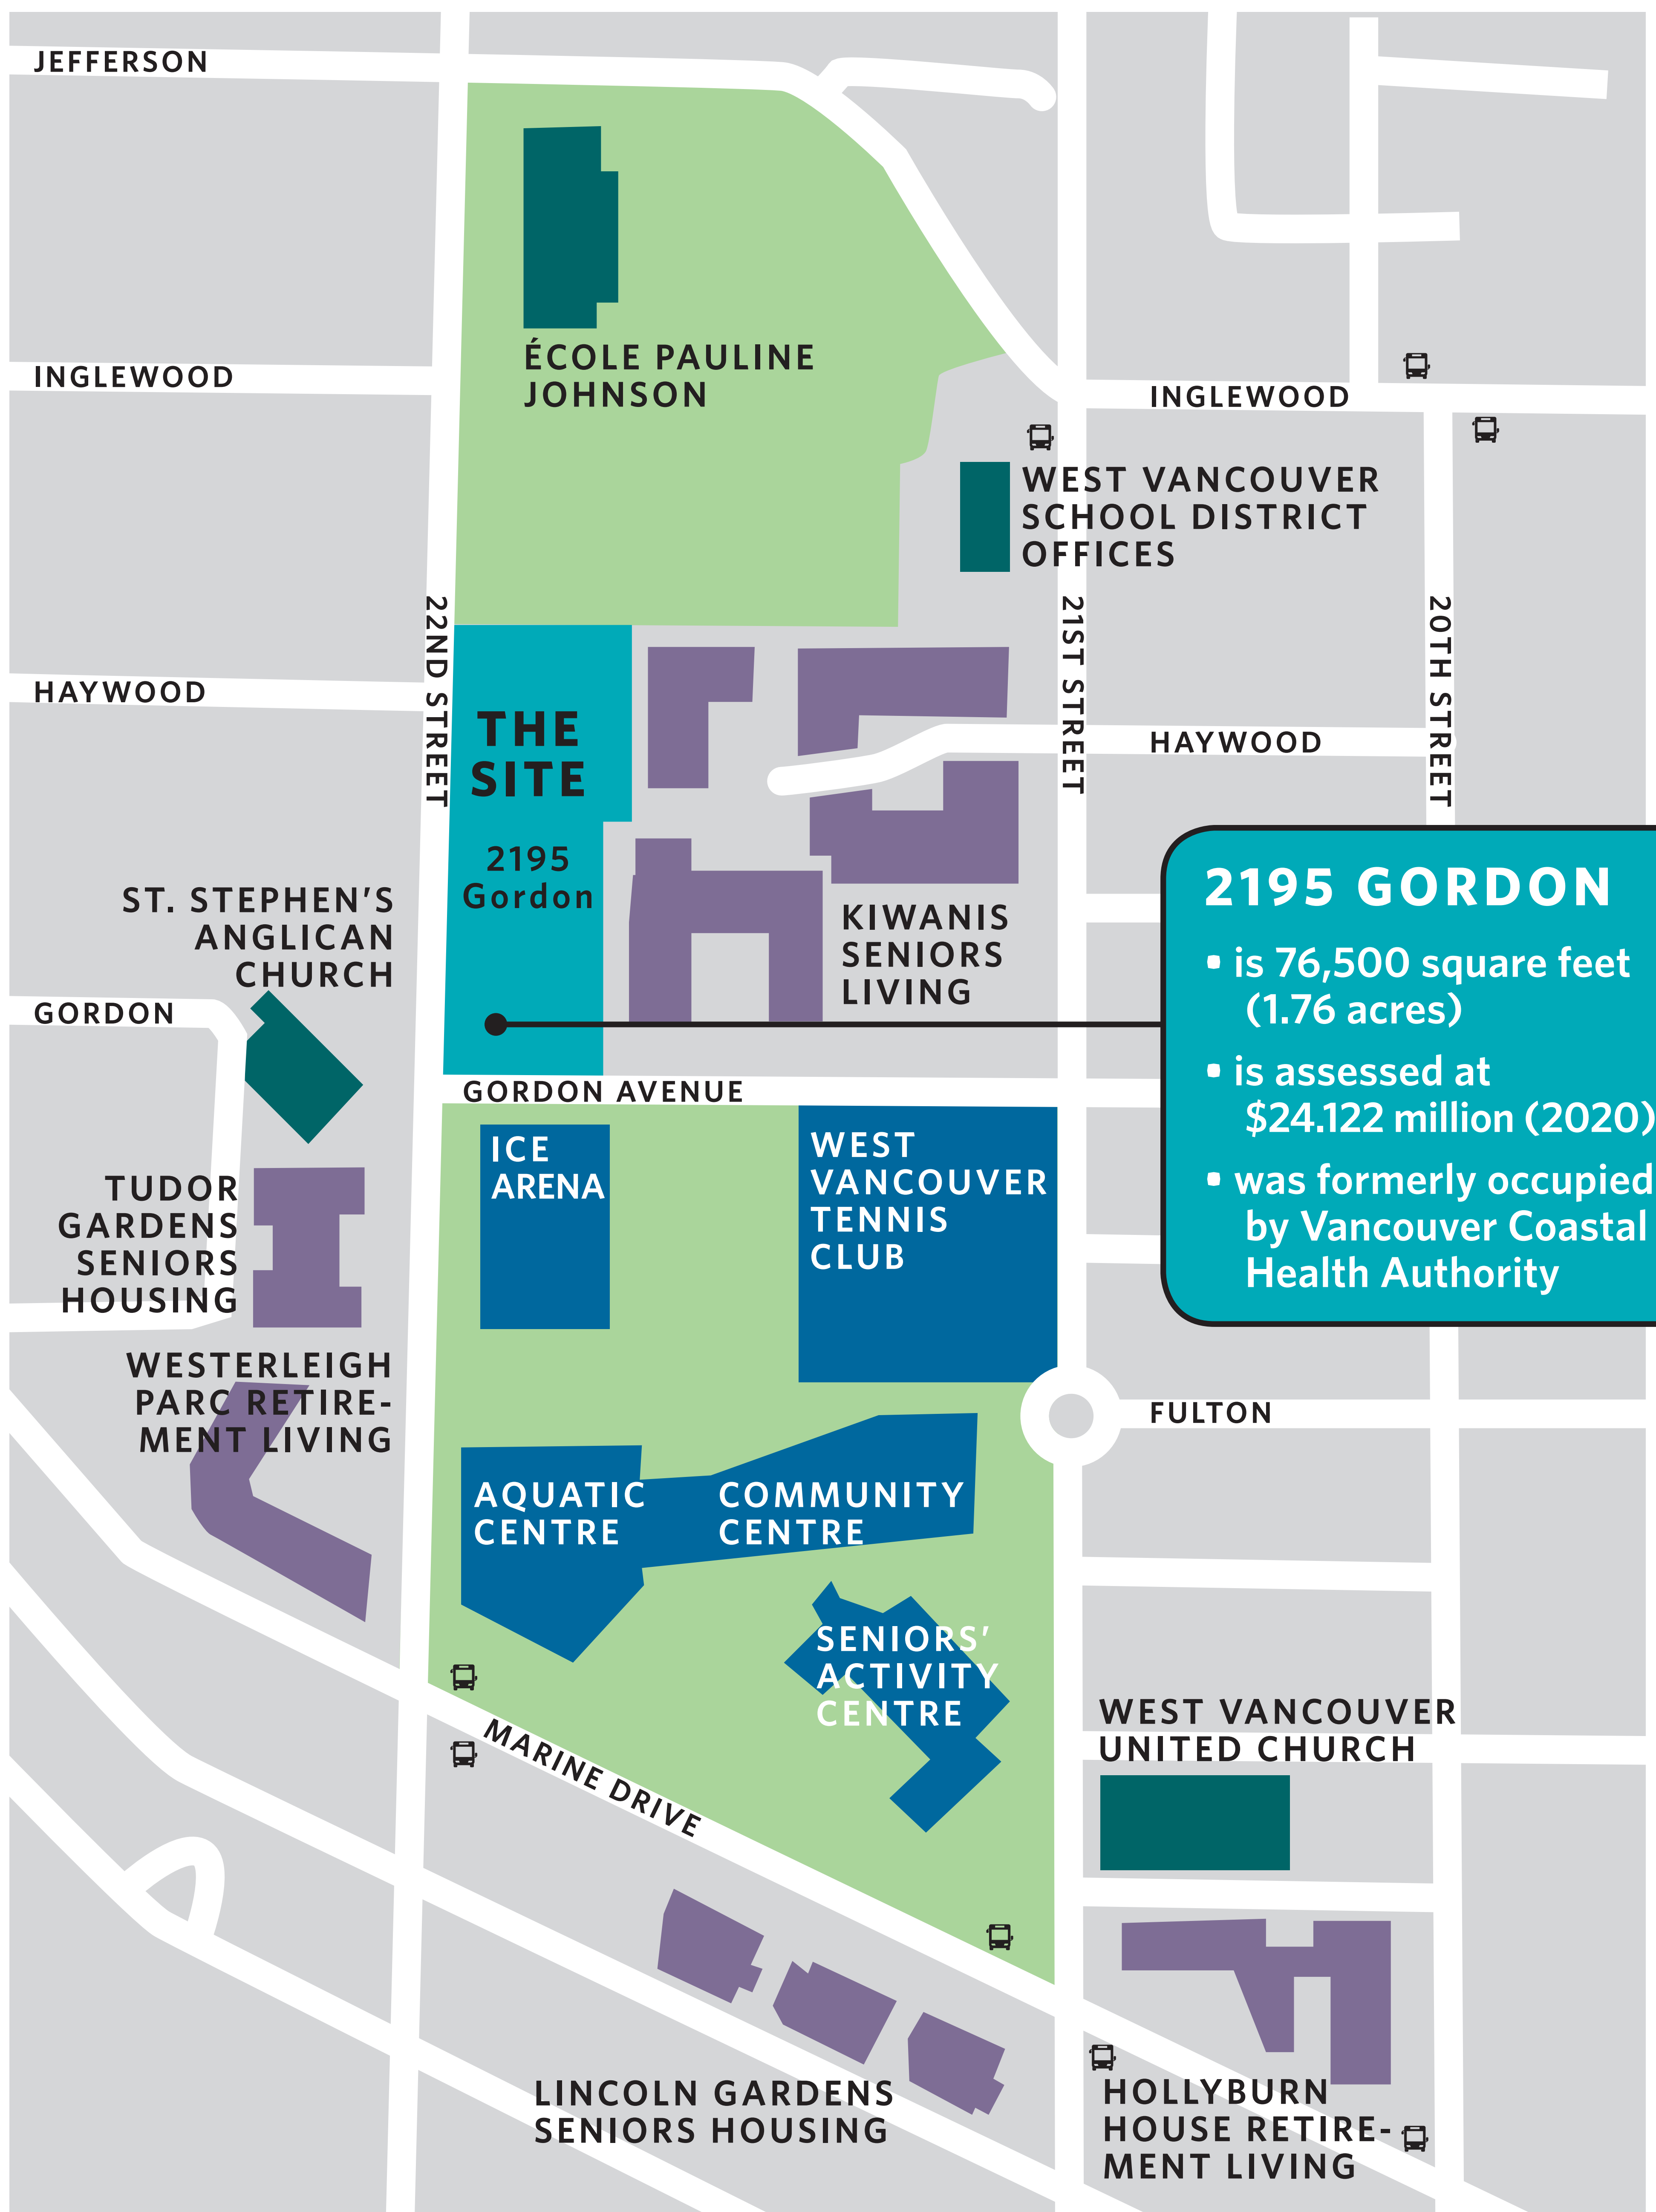 JEFFERSON
ÉCOLE PAULINE
JOHNSON
INGLEWOOD
INGLEWOOD
WEST VANCOUVER
SCHOOL DISTRICT
OFFICES
22ND STREET
21ST STREET
20TH STREET
HAYWOOD
THE
SITE
2195
Gordon
HAYWOOD
ST. STEPHEN'S
ANGLICAN
CHURCH
KIWANIS
SENIORS
LIVING
2195 GORDON
• is 76,500 square feet
(1.76 acres)
• is assessed at
$24.122 million (2020)
• was formerly occupied
by Vancouver Coastal
Health Authority
GORDON
GORDON AVENUE
ICE
ARENA
WEST
VANCOUVER
TENNIS
CLUB
TUDOR
GARDENS
SENIORS
HOUSING
WESTERLEIGH
PARC RETIRE-
MENT LIVING
FULTON
AQUATIC
CENTRE
COMMUNITY
CENTRE
SENIORS'
ACTIVITY
CENTRE
MARINE DRIVE
WEST VANCOUVER
UNITED CHURCH
LINCOLN GARDENS
SENIORS HOUSING
HOLLYBURN
HOUSE RETIRE-
MENT LIVING